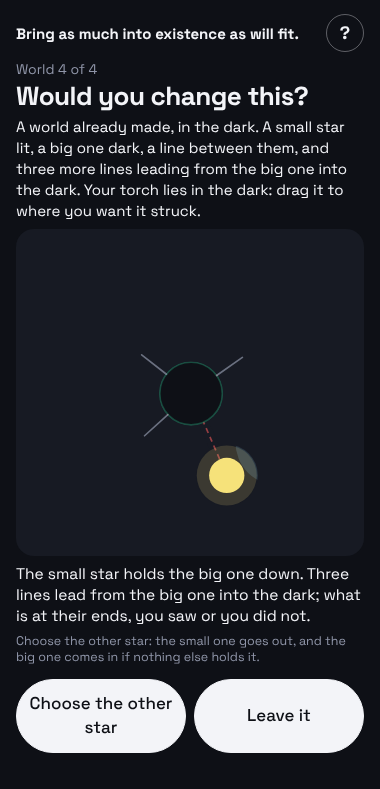 Bring as much into existence as will fit.
?
World 4 of 4
Would you change this?
A world already made, in the dark. A small star
lit, a big one dark, a line between them, and
three more lines leading from the big one into
the dark. Your torch lies in the dark: drag it to
where you want it struck.
The small star holds the big one down. Three
lines lead from the big one into the dark; what
is at their ends, you saw or you did not.
Choose the other star: the small one goes out, and the
big one comes in if nothing else holds it.
Choose the other
star
Leave it